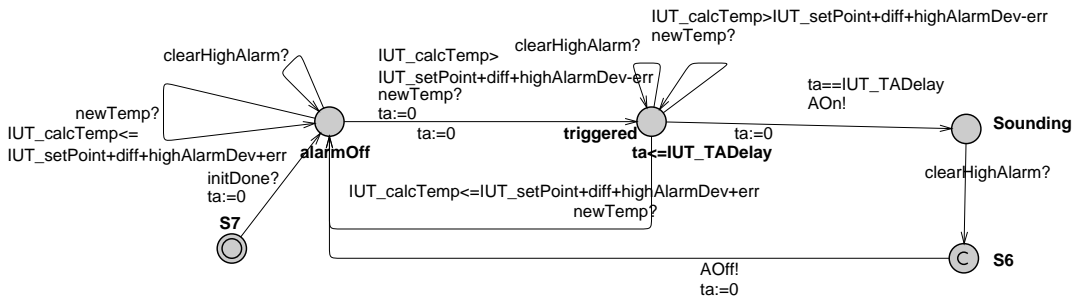 IUT_calcTemp>IUT_setPoint+diff+highAlarmDev-err
newTemp?
clearHighAlarm?
clearHighAlarm?
IUT_calcTemp>
IUT_setPoint+diff+highAlarmDev-err
newTemp?
ta:=0
ta:=0
ta==IUT_TADelay
AOn!
ta:=0
newTemp?
IUT_calcTemp<=
IUT_setPoint+diff+highAlarmDev+err
alarmOff
triggered
ta<=IUT_TADelay
Sounding
clearHighAlarm?
initDone?
ta:=0
IUT_calcTemp<=IUT_setPoint+diff+highAlarmDev+err
newTemp?
S7
C
S6
AOff!
ta:=0